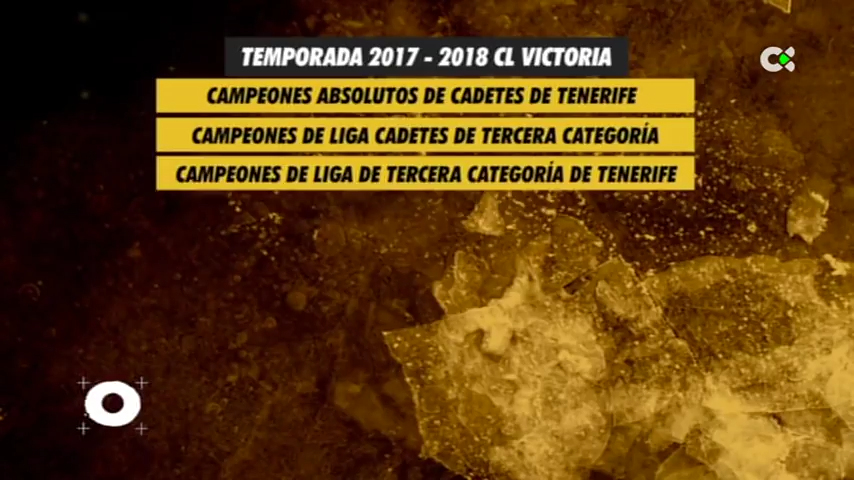 TEMPORADA 2017 - 2018 CL VICTORIA
CAMPEONES ABSOLUTOS DE CADETES DE TENERIFE
CAMPEONES DE LIGA CADETES DE TERCERA CATEGORÍA
CAMPEONES DE LIGA DE TERCERA CATEGORÍA DE TENERIFE